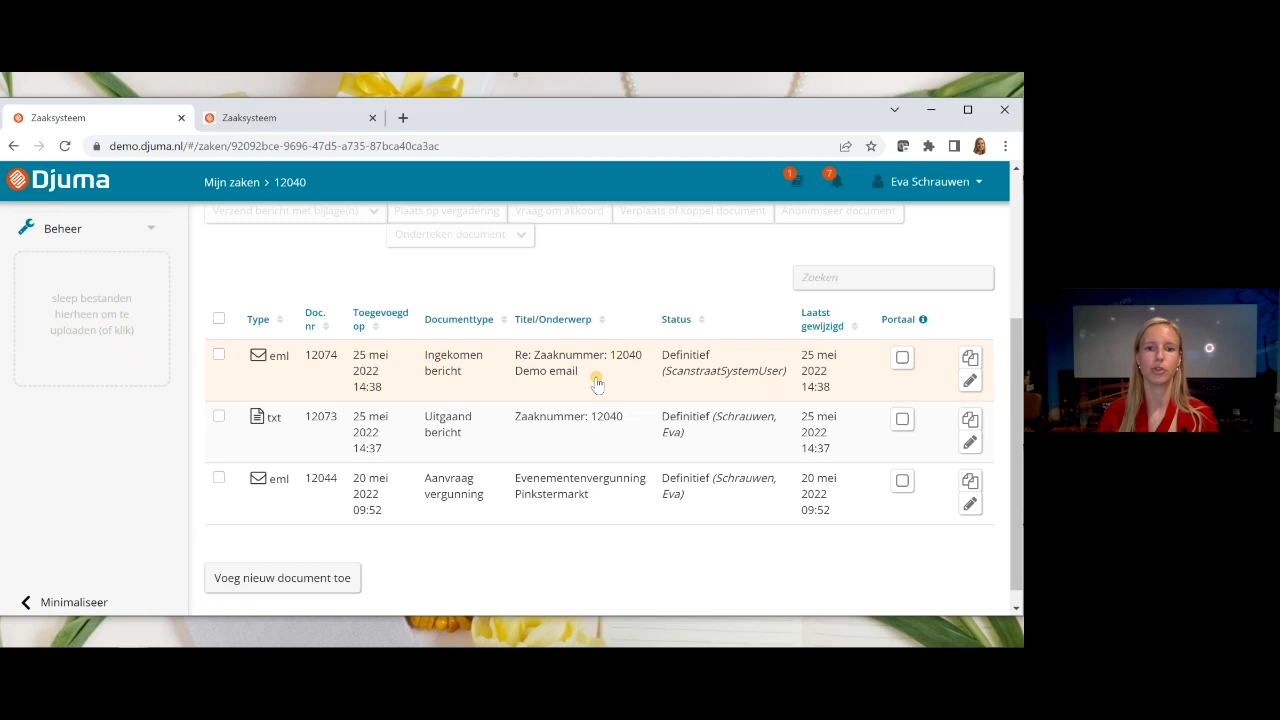 Zaaksysteem
Zaaksysteem
demo.djuma.nl/#/zaken/92092bce-9696-47d5-a735-87bca40ca3ac
Djuma
Mijn zaken > 12040
1
7
Eva Schrauwen
Beheer
sleep bestanden
hierheen om te
uploaden (of klik)
Minimaliseer
Verzend bericht met bijlage(n)
Plaats op vergadering
Vraag om akkoord
Verplaats of koppel document
Anonimiseer document
Onderteken document
Zoeken
Type
Doc.
nr
Toegevoegd
op
Documenttype
Titel/Onderwerp
Status
Laatst
gewijzigd
Portaal
eml
12074
25 mei
2022
14:38
Ingekomen
bericht
Re: Zaaknummer: 12040
Demo email
Definitief
(ScanstraatSystemUser)
25 mei
2022
14:38
txt
12073
25 mei
2022
14:37
Uitgaand
bericht
Zaaknummer: 12040
Definitief (Schrauwen,
Eva)
25 mei
2022
14:37
eml
12044
20 mei
2022
09:52
Aanvraag
vergunning
Evenementenvergunning
Pinkstermarkt
Definitief (Schrauwen,
Eva)
20 mei
2022
09:52
Voeg nieuw document toe